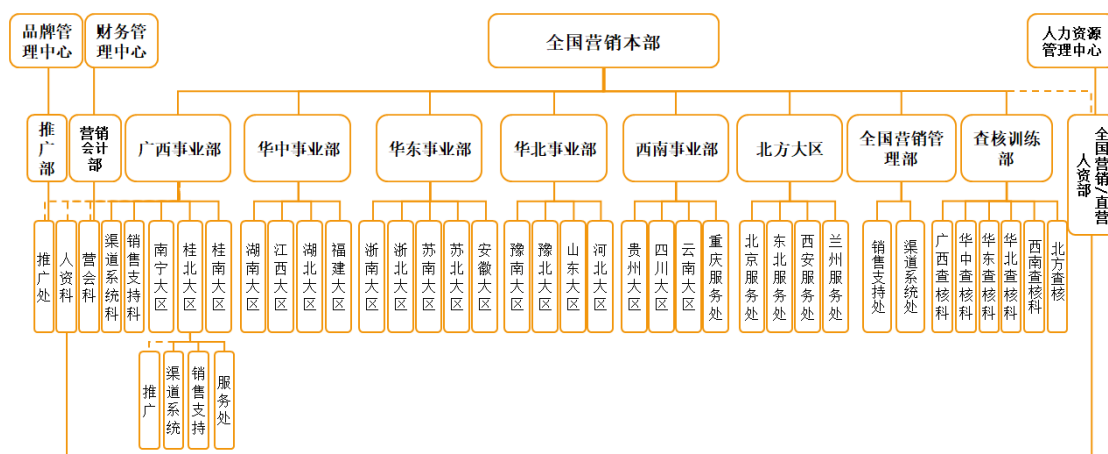 品牌管
理中心
财务管
理中心
全国营销本部
人力资源
管理中心
推广部
营销
会计
部
广西事业部
华中事业部
华东事业部
华北事业部
西南事业部
北方大区
全国营销管
理部
查核训练
部
全国营销/直营
人资部
推广处
人资科
营会科
渠道系统科
销售支持科
南宁大区
桂北大区
桂南大区
湖南大区
江西大区
湖北大区
福建大区
浙南大区
浙北大区
苏南大区
苏北大区
安徽大区
豫南大区
豫北大区
山东大区
河北大区
贵州大区
四川大区
云南大区
重庆服务处
北京服务处
东北服务处
西安服务处
兰州服务处
销售支持处
渠道系统处
广西查核科
华中查核科
华东查核科
华北查核科
西南查核科
北方查核
推广
渠道系统
销售支持
服务处